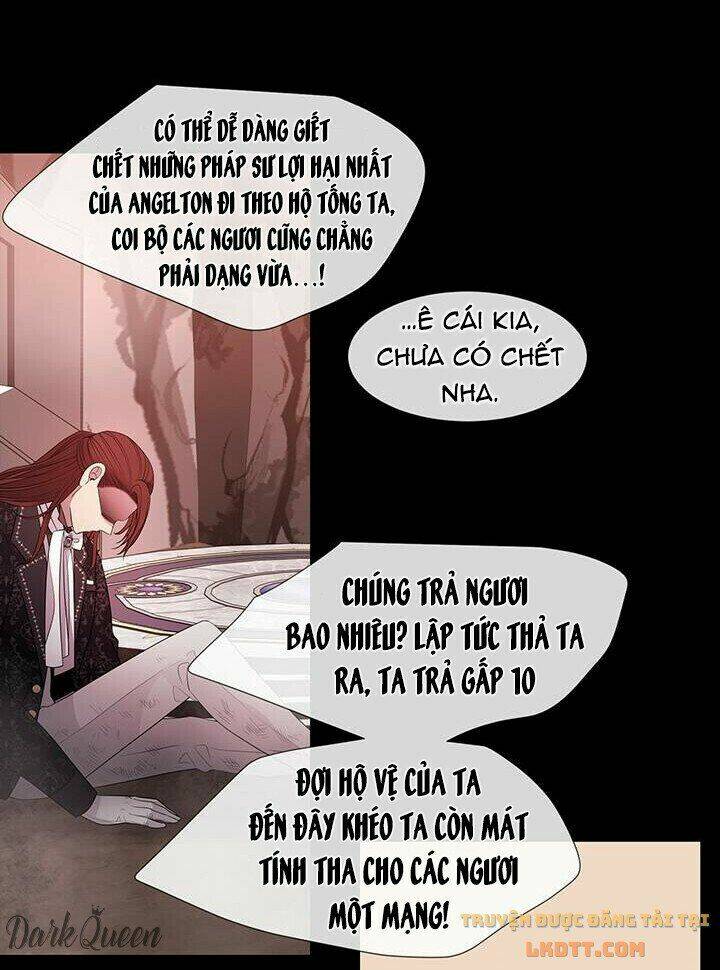 CÓ THỂ DỄ DÀNG GIẾT
CHẾT NHỮNG PHÁP SƯ LỢI HẠI NHẤT
CỦA ANGELTON ĐI THEO HỘ TỐNG TA,
COI BỘ CÁC NGƯƠI CŨNG CHẲNG
PHẢI DẠNG VỪA...!
...Ê CÁI KIA,
CHƯA CÓ CHẾT
NHA.
CHÚNG TRẢ NGƯƠI
BAO NHIÊU? LẬP TỨC THẢ TA
RA, TA TRẢ GẤP 10
ĐỢI HỘ VỆ CỦA TA
ĐẾN ĐÂY KHÉO TA CÒN MÁT
TÍNH THA CHO CÁC NGƯƠI
MỘT MẠNG!
DarkQueen
TRUYỆN ĐƯỢC ĐĂNG TẢI TẠI
LKDTT.COM